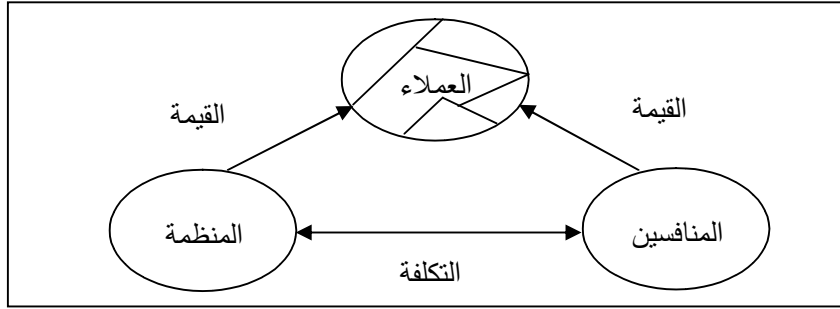 العملاء
القيمة
القيمة
المنافسين
المنظمة
التكلفة